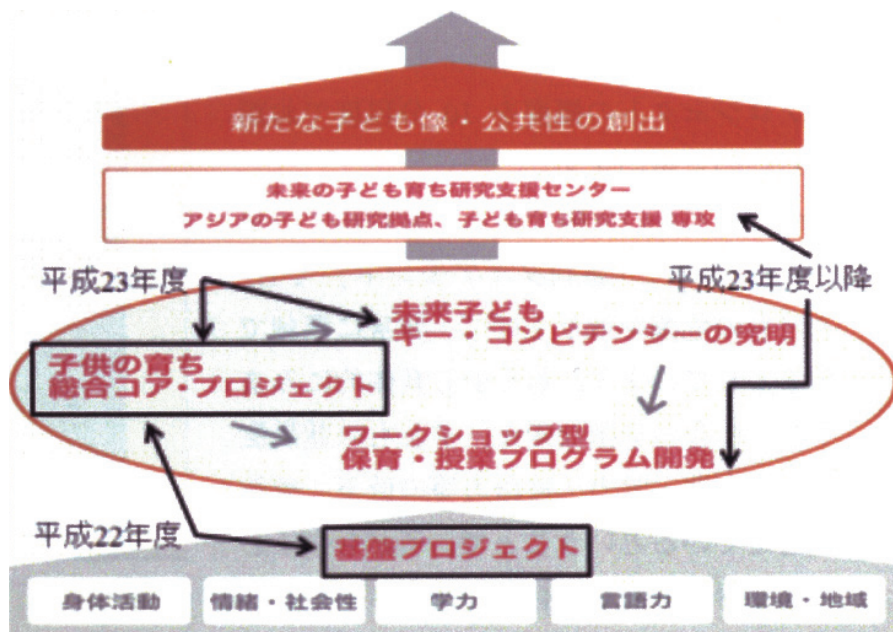 新たな子ども像・公共性の創出
未来の子ども育ち研究支援センター
アジアの子ども研究拠点、子ども育ち研究支援 専攻
平成23年度
平成23年度以降
未来子ども
キー・コンピテンシーの究明
子供の育ち
総合コア・プロジェクト
ワークショップ型
保育・授業プログラム開発
平成22年度
基盤プロジェクト
身体活動
情緒・社会性
学力
言語力
環境・地域